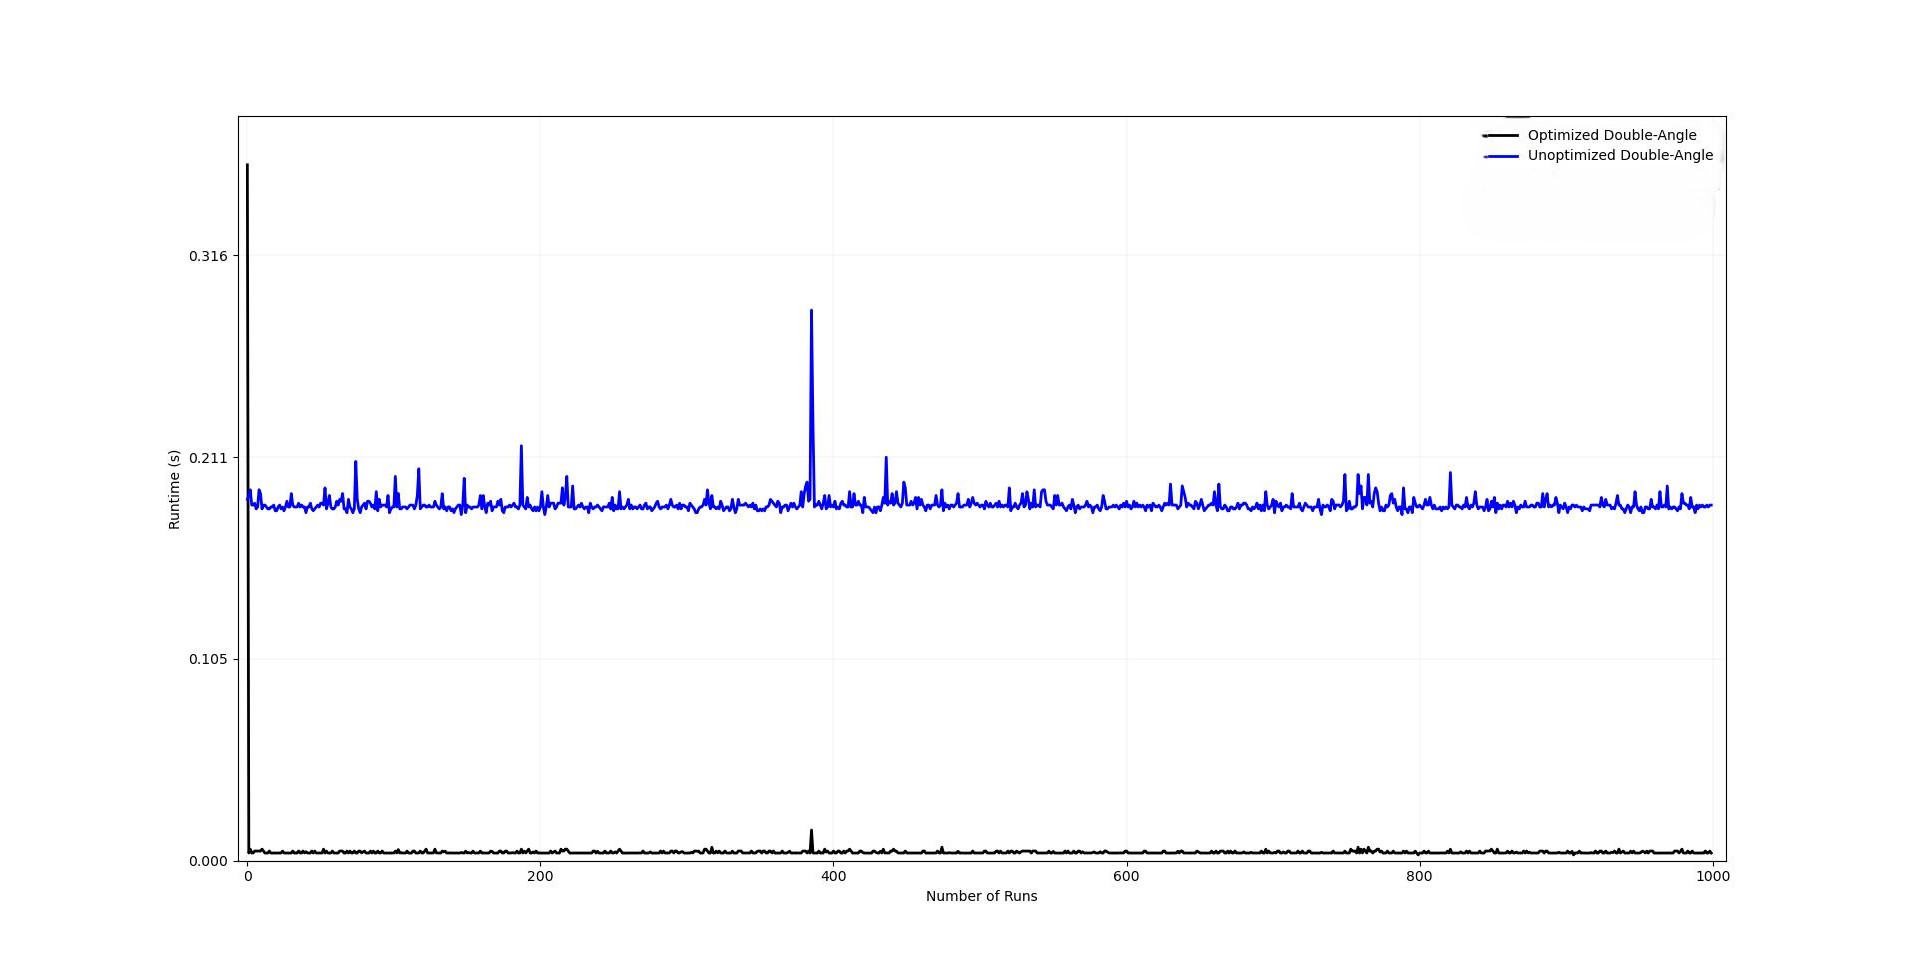 Optimized Double-Angle
Unoptimized Double-Angle
0.316
0.211
0.105
0.000
Runtime (s)
0 200 400 600 800 1000
Number of Runs